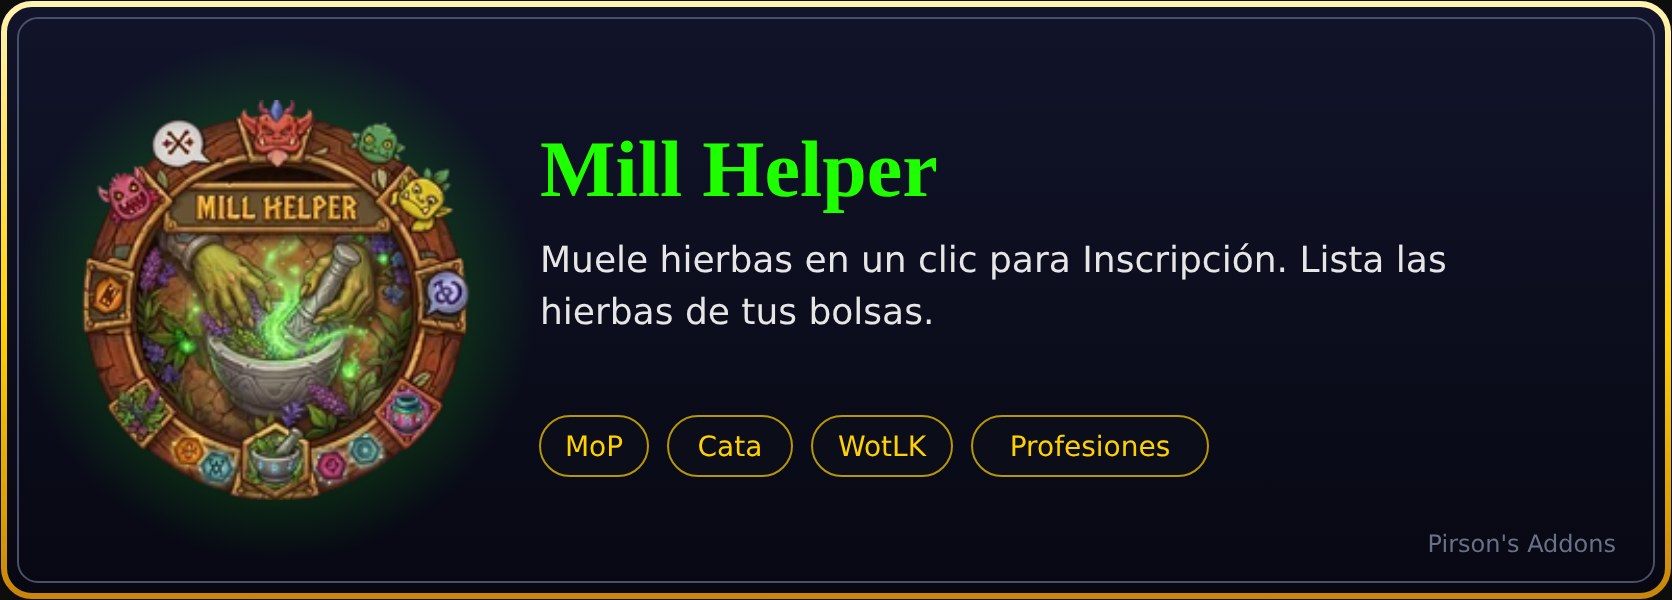 MILL HELPER
Mill Helper
Muele hierbas en un clic para Inscripción. Lista las
hierbas de tus bolsas.
MoP
Cata
WotLK
Profesiones
Pirson's Addons